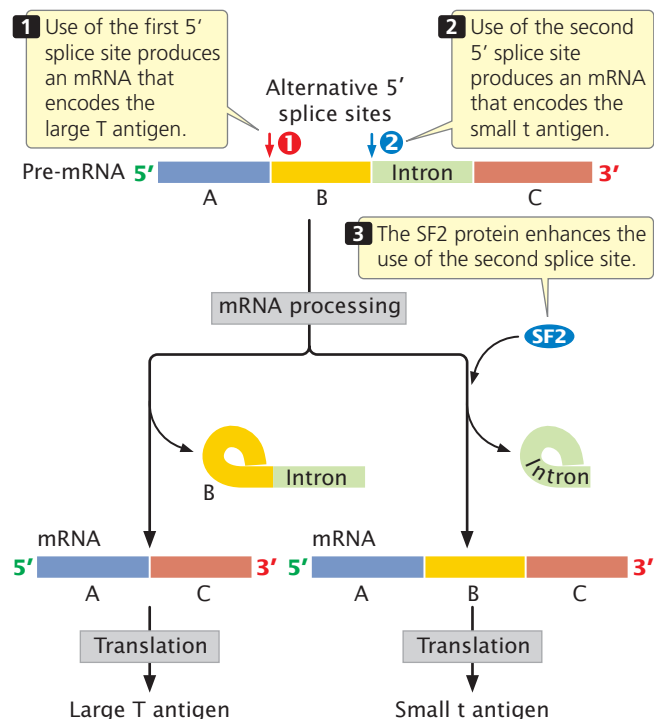 1 Use of the first 5′
splice site produces
an mRNA that
encodes the
large T antigen.
2 Use of the second
5′ splice site
produces an mRNA
that encodes the
small t antigen.
Alternative 5′
splice sites
1 2
Pre-mRNA 5′ Intron 3′
A B C
3 The SF2 protein enhances the
use of the second splice site.
mRNA processing
SF2
B Intron
Intron
mRNA
5′ 3′
A C
mRNA
5′ 3′
A B C
Translation
Translation
Large T antigen
Small t antigen